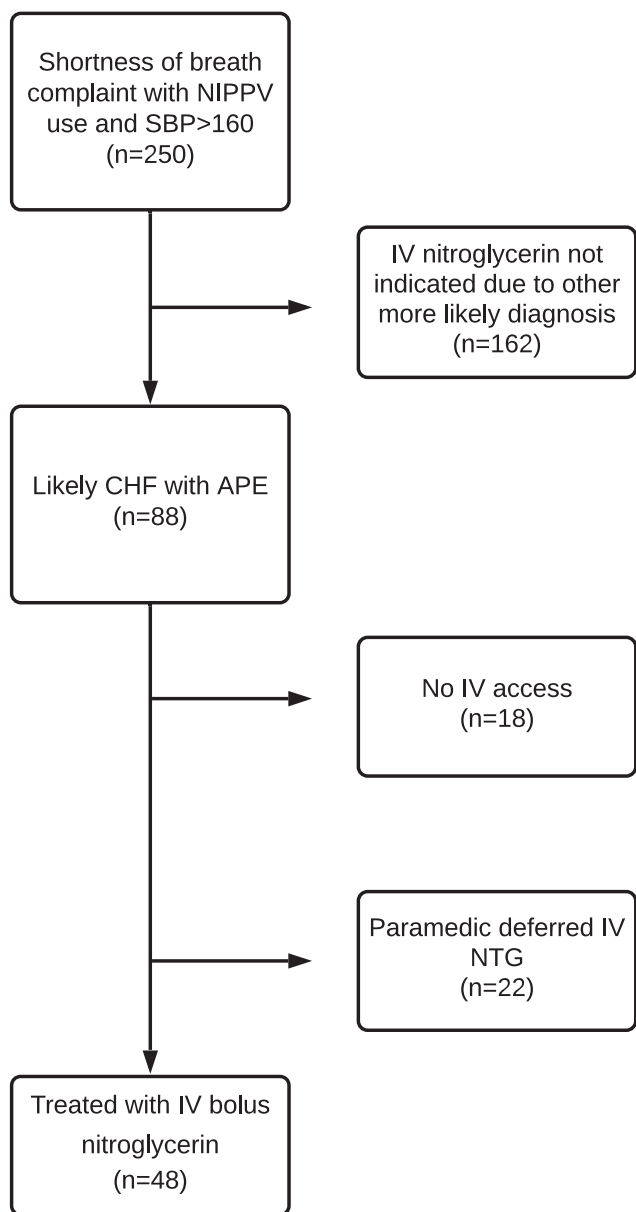 Shortness of breath
complaint with NIPPV
use and SBP>160
(n=250)
IV nitroglycerin not
indicated due to other
more likely diagnosis
(n=162)
Likely CHF with APE
(n=88)
No IV access
(n=18)
Paramedic deferred IV
NTG
(n=22)
Treated with IV bolus
nitroglycerin
(n=48)